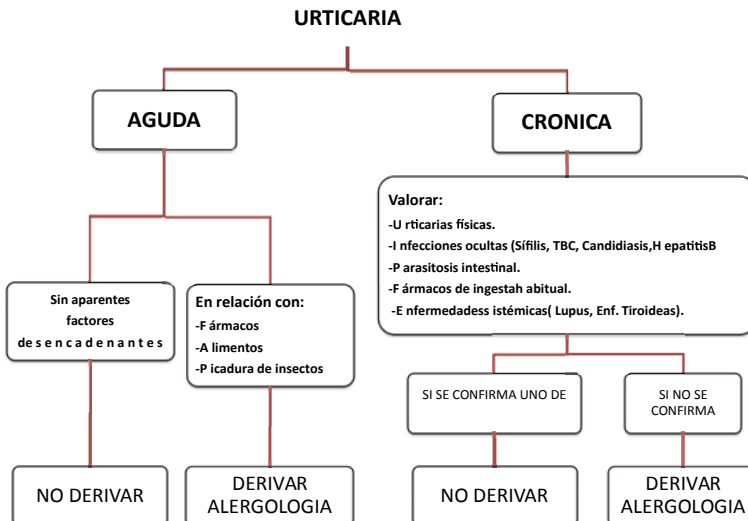 URTICARIA
AGUDA
CRONICA
Valorar:
-U rticarias físicas.
-I nfecciones ocultas (Sífilis, TBC, Candidiasis,H epatitisB
-P arasitosis intestinal.
-F ármacos de ingestah abitual.
-E nfermedadess istémicas( Lupus, Enf. Tiroideas).
Sin aparentes
factores
desencadenantes
En relación con:
-F ármacos
-A limentos
-P icadura de insectos
SI SE CONFIRMA UNO DE
SI NO SE
CONFIRMA
NO DERIVAR
DERIVAR
ALERGOLOGIA
NO DERIVAR
DERIVAR
ALERGOLOGIA